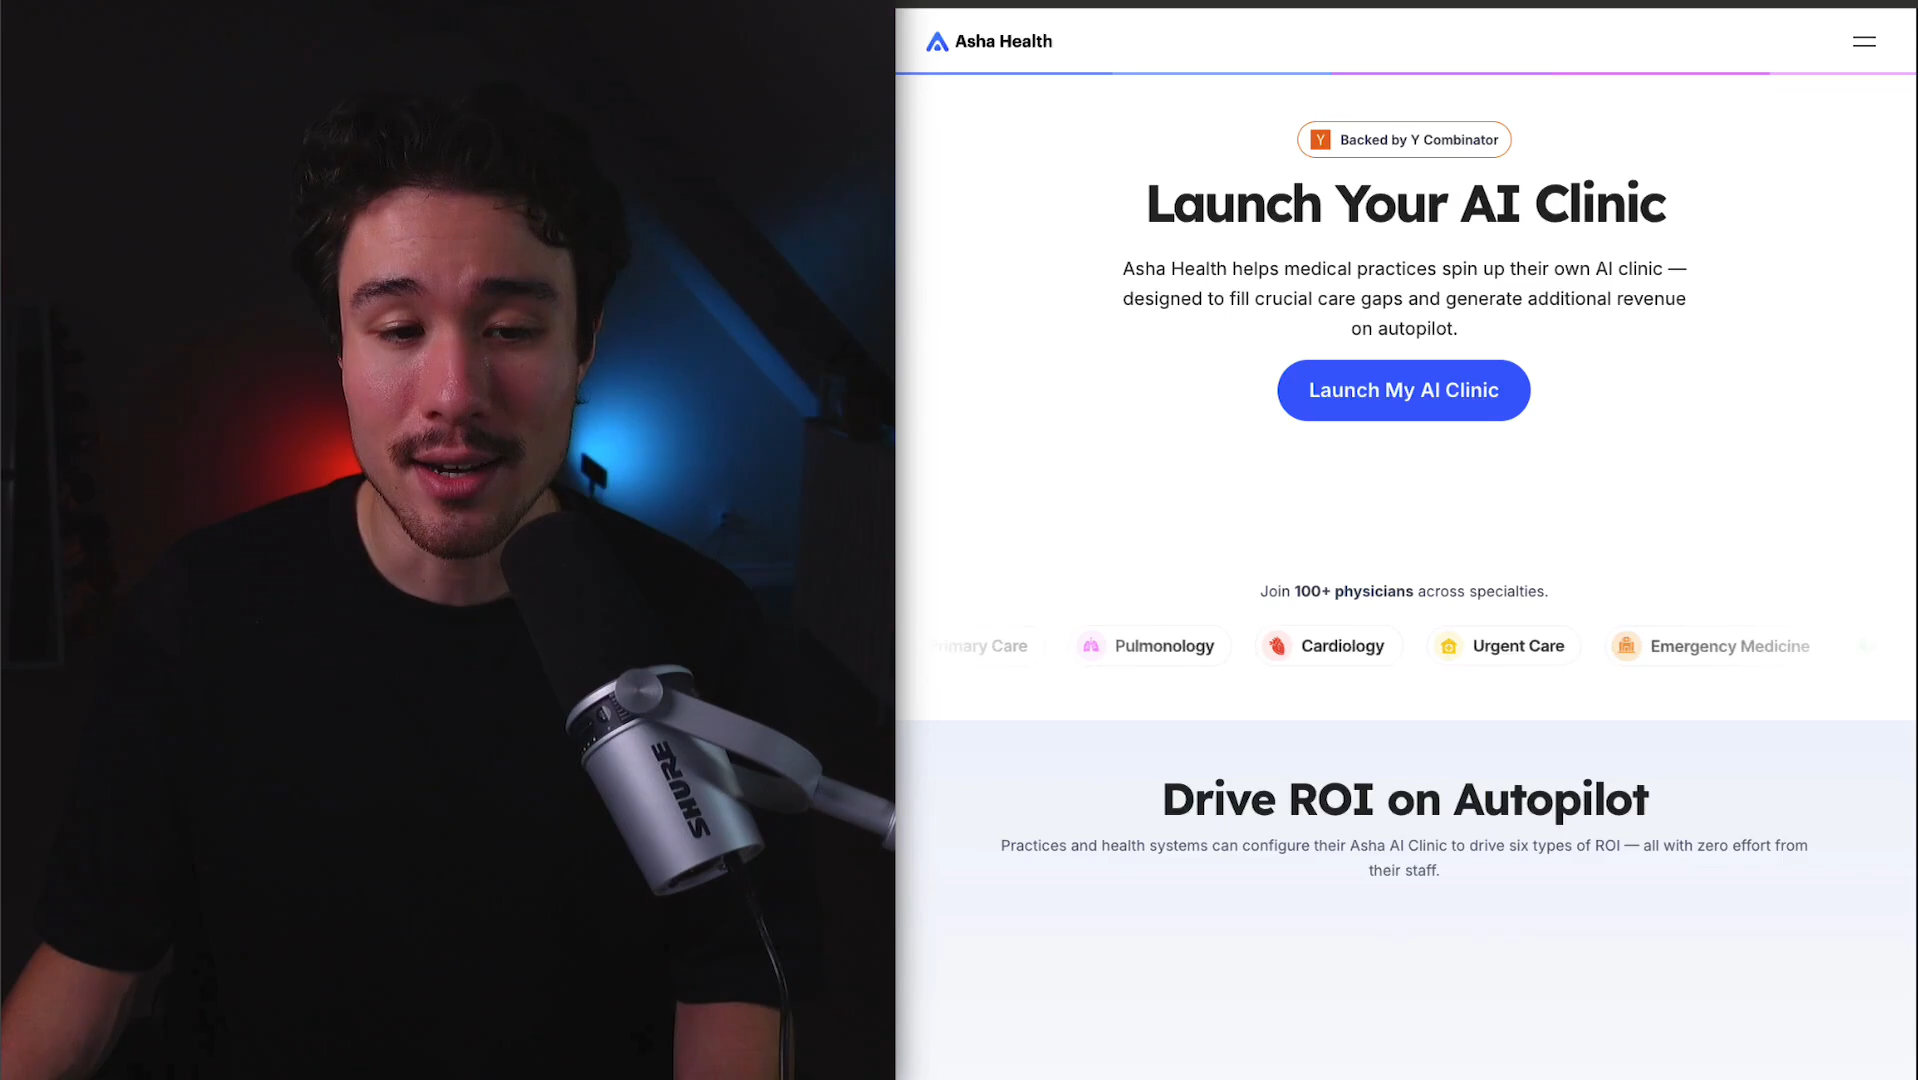 Asha Health
Y Backed by Y Combinator
Launch Your AI Clinic
Asha Health helps medical practices spin up their own AI clinic —
designed to fill crucial care gaps and generate additional revenue
on autopilot.
Launch My AI Clinic
Join 100+ physicians across specialties.
Primary Care Pulmonology Cardiology Urgent Care Emergency Medicine
Drive ROI on Autopilot
Practices and health systems can configure their Asha AI Clinic to drive six types of ROI — all with zero effort from
their staff.
SHURE